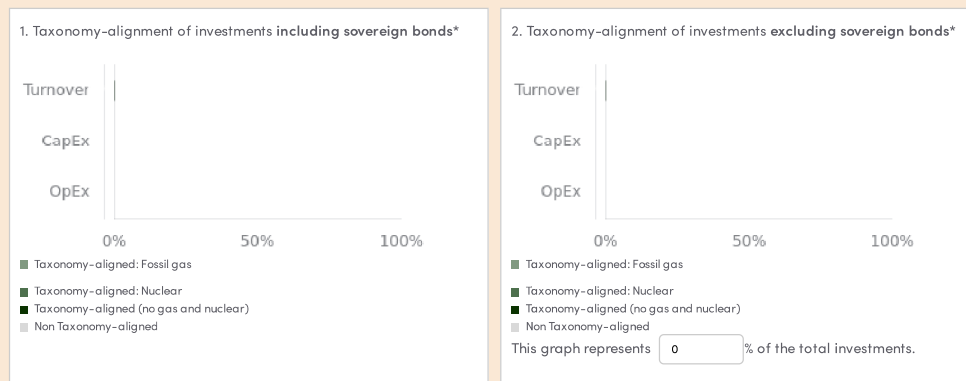 1. Taxonomy-alignment of investments including sovereign bonds*
Turnover
CapEx
OpEx
0% 50% 100%
Taxonomy-aligned: Fossil gas
Taxonomy-aligned: Nuclear
Taxonomy-aligned (no gas and nuclear)
Non Taxonomy-aligned
2. Taxonomy-alignment of investments excluding sovereign bonds*
Turnover
CapEx
OpEx
0% 50% 100%
Taxonomy-aligned: Fossil gas
Taxonomy-aligned: Nuclear
Taxonomy-aligned (no gas and nuclear)
Non Taxonomy-aligned
This graph represents 0 % of the total investments.